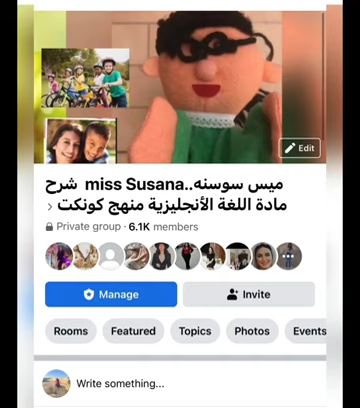 Edit
ميس سوسنه..miss Susana شرح
مادة اللغة الأنجليزية منهج كونكت >
Private group · 6.1K members
Manage
Invite
Rooms
Featured
Topics
Photos
Events
Write something...